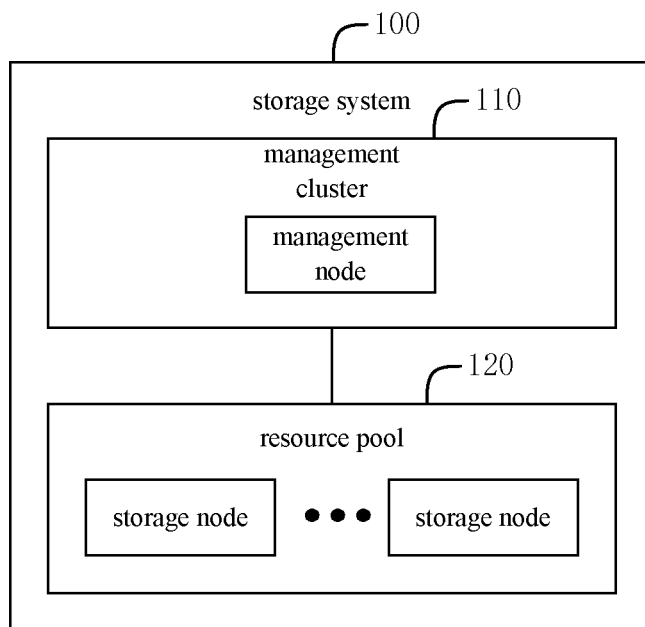 100
storage system
110
management
cluster
management
node
120
resource pool
storage node ●●● storage node